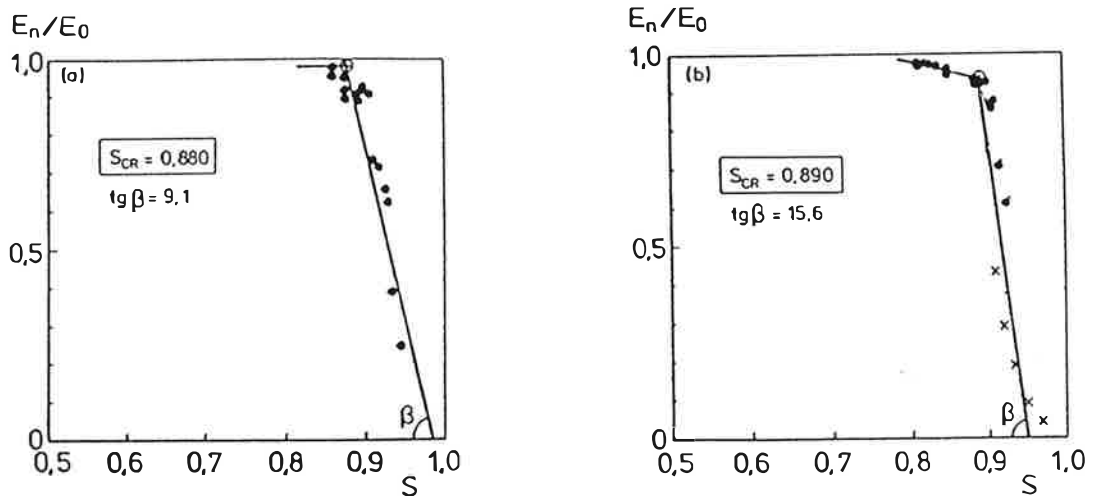 Eₙ/E₀
1,0
(a)
S_CR = 0,880
tg β = 9,1
0,5
β
0
0,5 0,6 0,7 0,8 0,9 1,0
S
Eₙ/E₀
1,0
(b)
S_CR = 0,890
tg β = 15,6
0,5
β
0
0,5 0,6 0,7 0,8 0,9 1,0
S